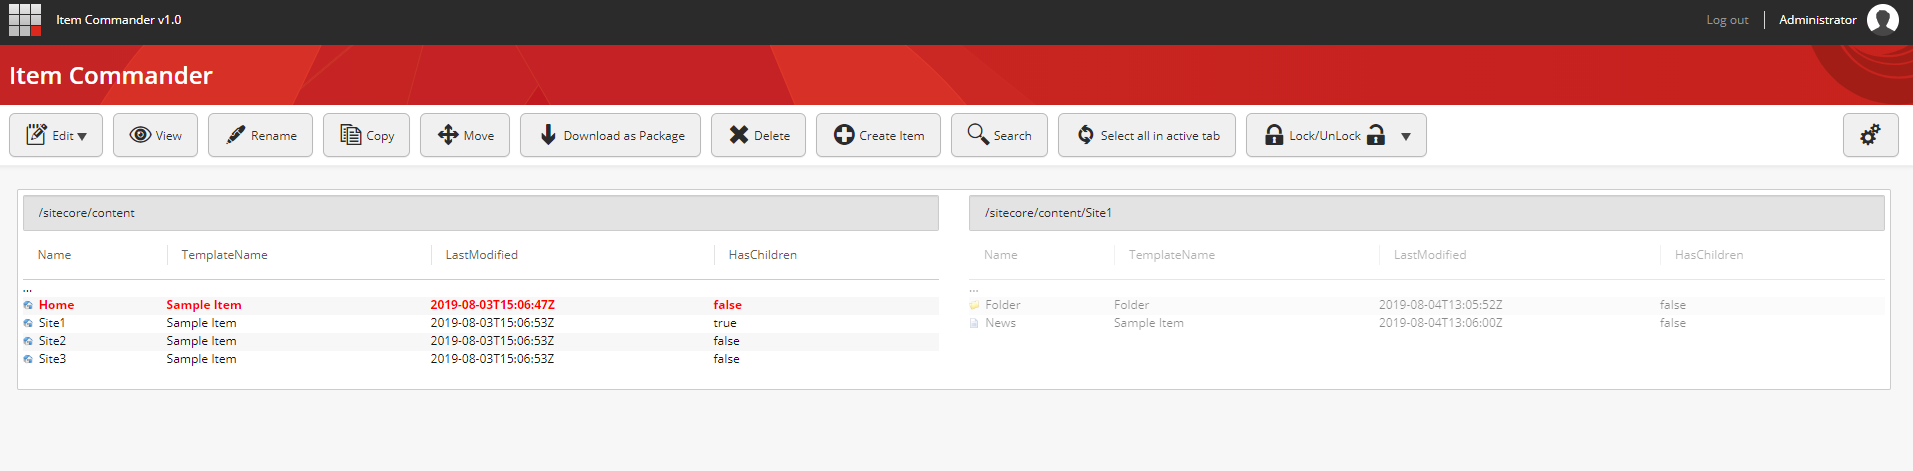 Item Commander v1.0 Log out Administrator
Item Commander
Edit View Rename Copy Move Download as Package Delete Create Item Search Select all in active tab Lock/UnLock
/sitecore/content
Name TemplateName LastModified HasChildren
...
Home Sample Item 2019-08-03T15:06:47Z false
Site1 Sample Item 2019-08-03T15:06:53Z true
Site2 Sample Item 2019-08-03T15:06:53Z false
Site3 Sample Item 2019-08-03T15:06:53Z false
/sitecore/content/Site1
Name TemplateName LastModified HasChildren
...
Folder Folder 2019-08-04T13:05:52Z false
News Sample Item 2019-08-04T13:06:00Z false